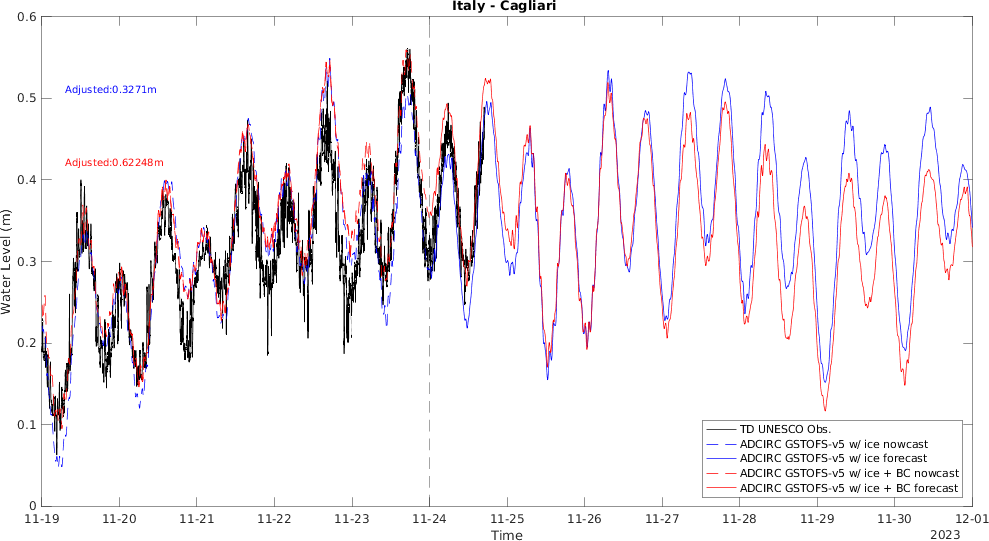 Italy - Cagliari
Water Level (m)
0.6
0.5
0.4
0.3
0.2
0.1
0
Adjusted:0.3271m
Adjusted:0.62248m
TD UNESCO Obs.
ADCIRC GSTOFS-v5 w/ ice nowcast
ADCIRC GSTOFS-v5 w/ ice forecast
ADCIRC GSTOFS-v5 w/ ice + BC nowcast
ADCIRC GSTOFS-v5 w/ ice + BC forecast
11-19 11-20 11-21 11-22 11-23 11-24 11-25 11-26 11-27 11-28 11-29 11-30 12-01
Time
2023